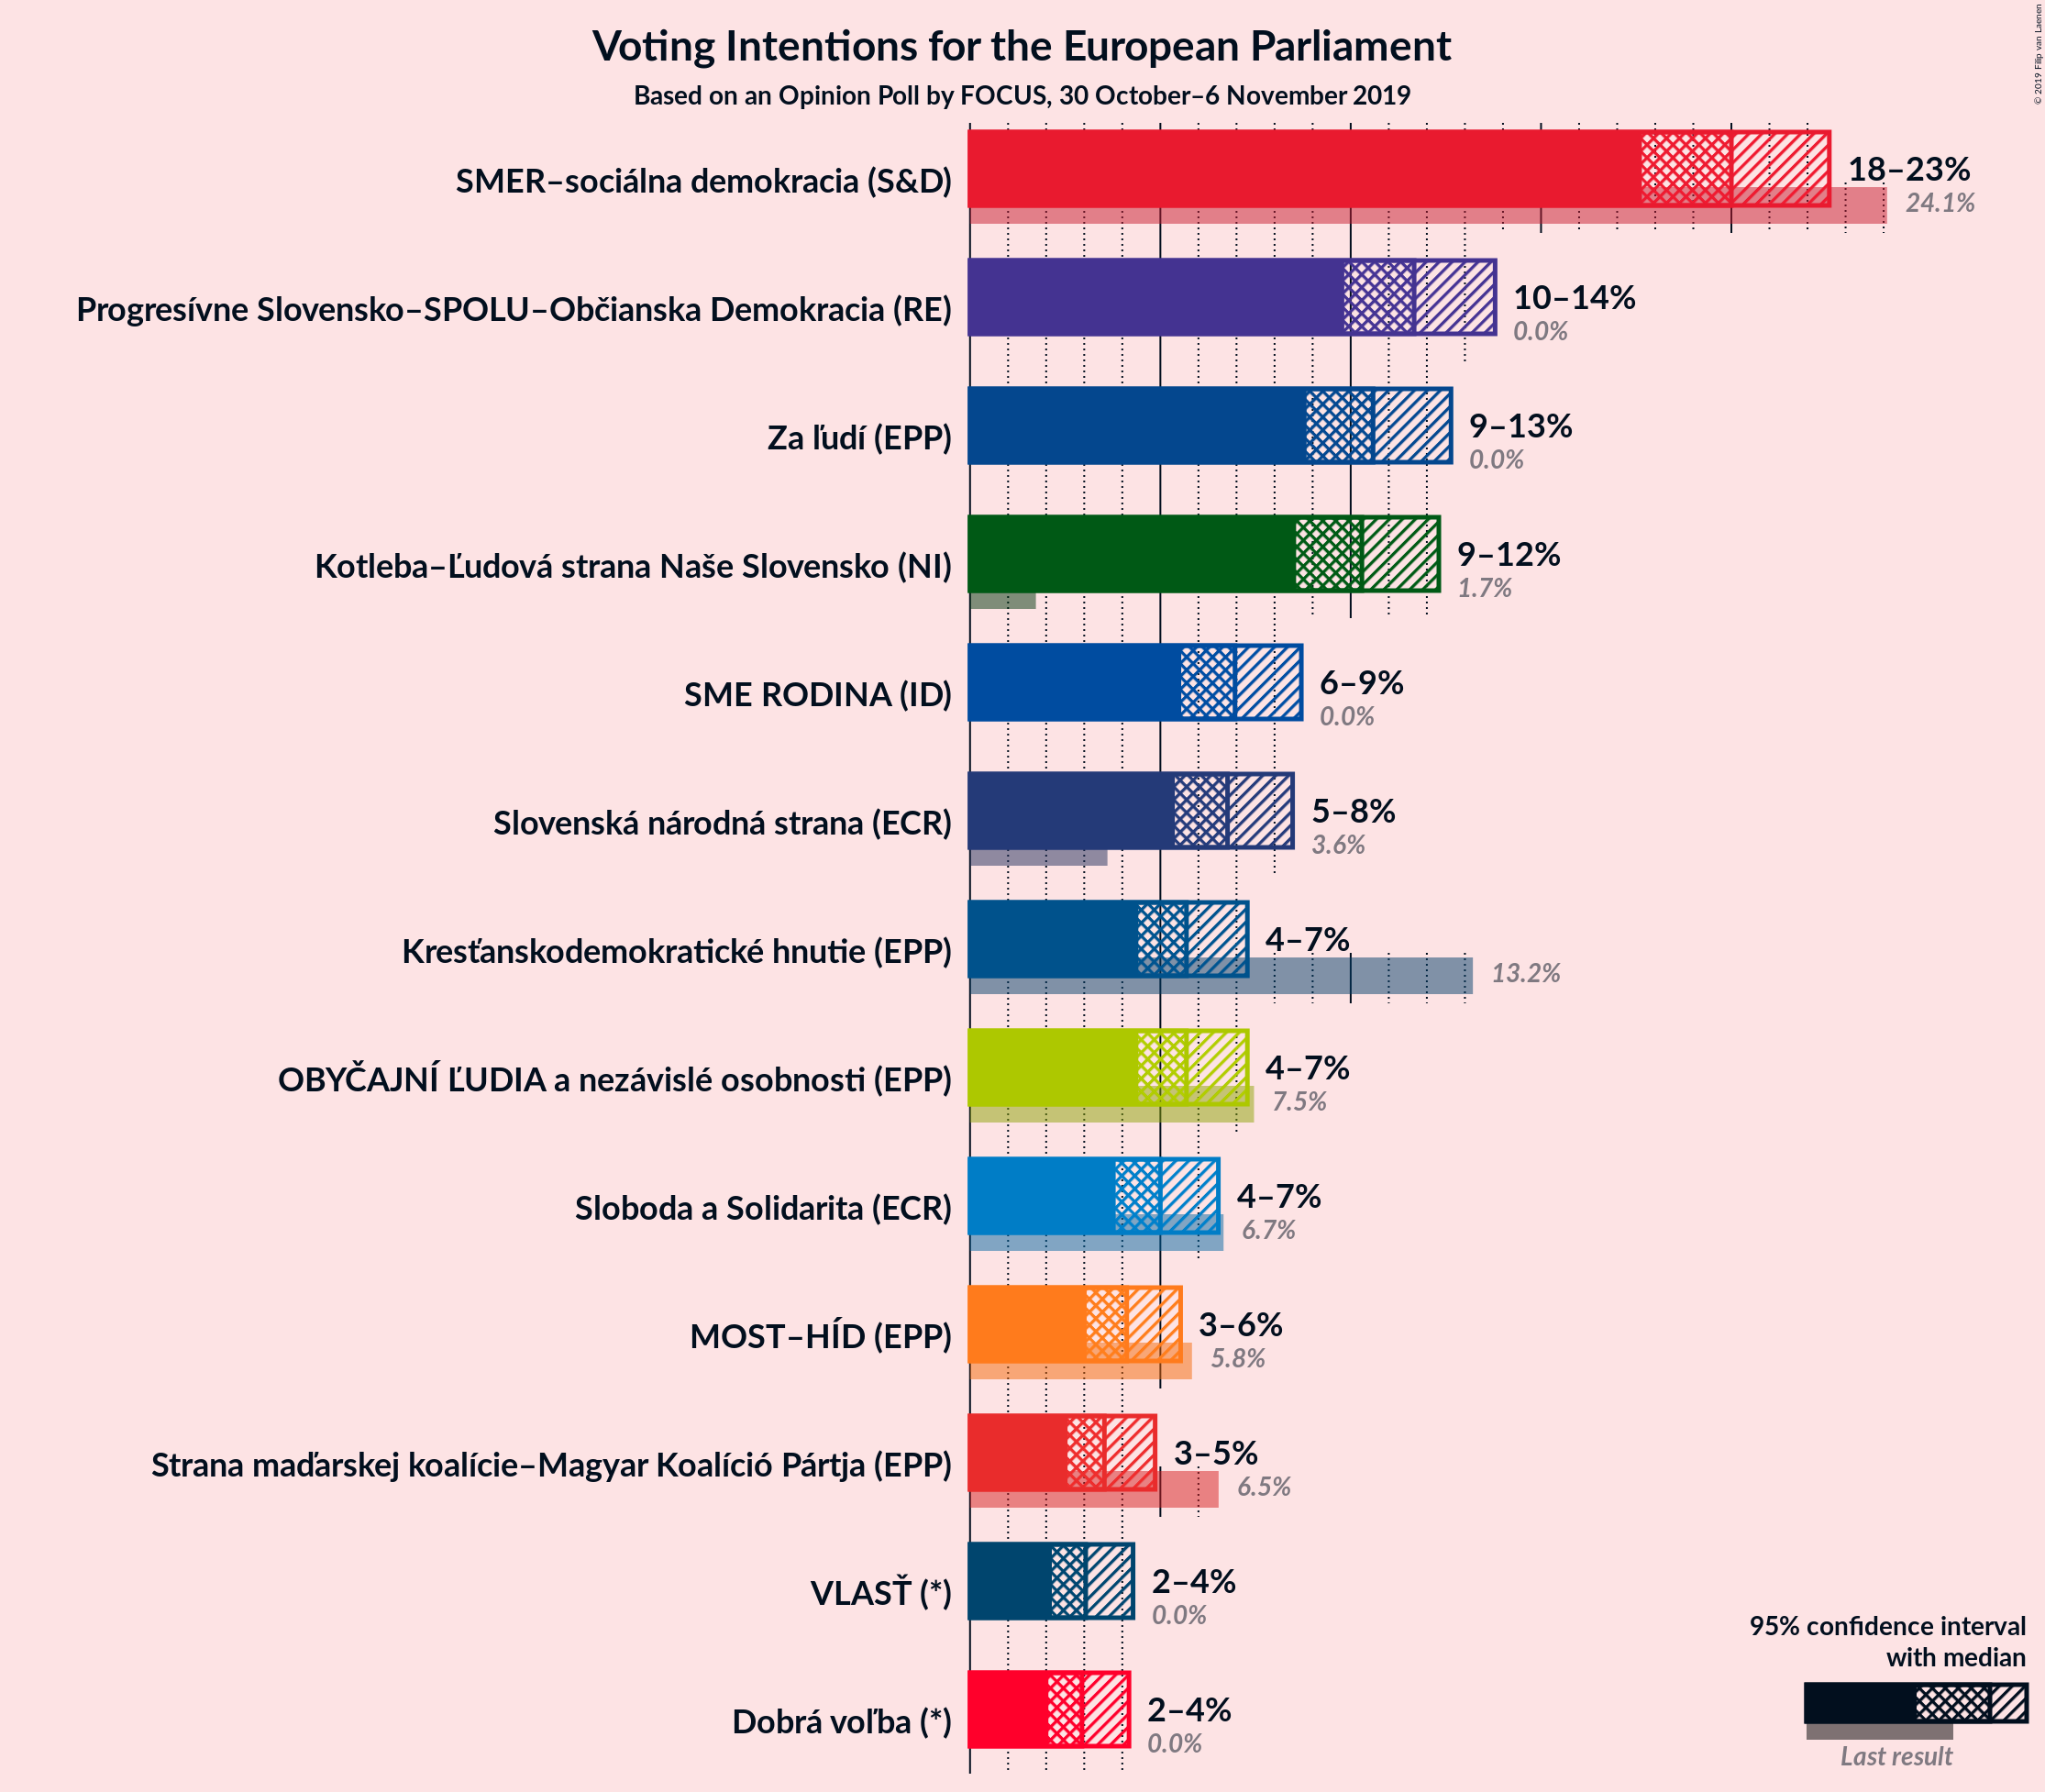 Voting Intentions for the European Parliament
Based on an Opinion Poll by FOCUS, 30 October–6 November 2019
© 2019 Filip van Laenen
SMER–sociálna demokracia (S&D)
18–23%
24.1%
Progresívne Slovensko–SPOLU–Občianska Demokracia (RE)
10–14%
0.0%
Za ľudí (EPP)
9–13%
0.0%
Kotleba–Ľudová strana Naše Slovensko (NI)
9–12%
1.7%
SME RODINA (ID)
6–9%
0.0%
Slovenská národná strana (ECR)
5–8%
3.6%
Kresťanskodemokratické hnutie (EPP)
4–7%
13.2%
OBYČAJNÍ ĽUDIA a nezávislé osobnosti (EPP)
4–7%
7.5%
Sloboda a Solidarita (ECR)
4–7%
6.7%
MOST–HÍD (EPP)
3–6%
5.8%
Strana maďarskej koalície–Magyar Koalíció Pártja (EPP)
3–5%
6.5%
VLASŤ (*)
2–4%
0.0%
Dobrá voľba (*)
2–4%
0.0%
95% confidence interval
with median
Last result